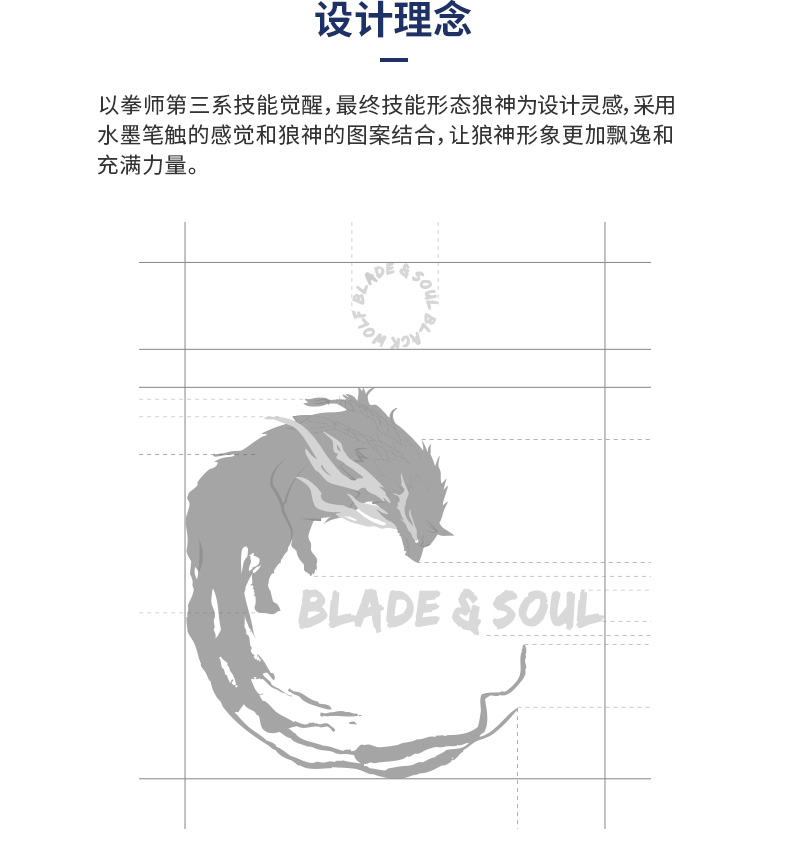 设计理念
以拳师第三系技能觉醒，最终技能形态狼神为设计灵感，采用
水墨笔触的感觉和狼神的图案结合，让狼神形象更加飘逸和
充满力量。
BLADE & SOUL BLACK WOLF
BLADE & SOUL